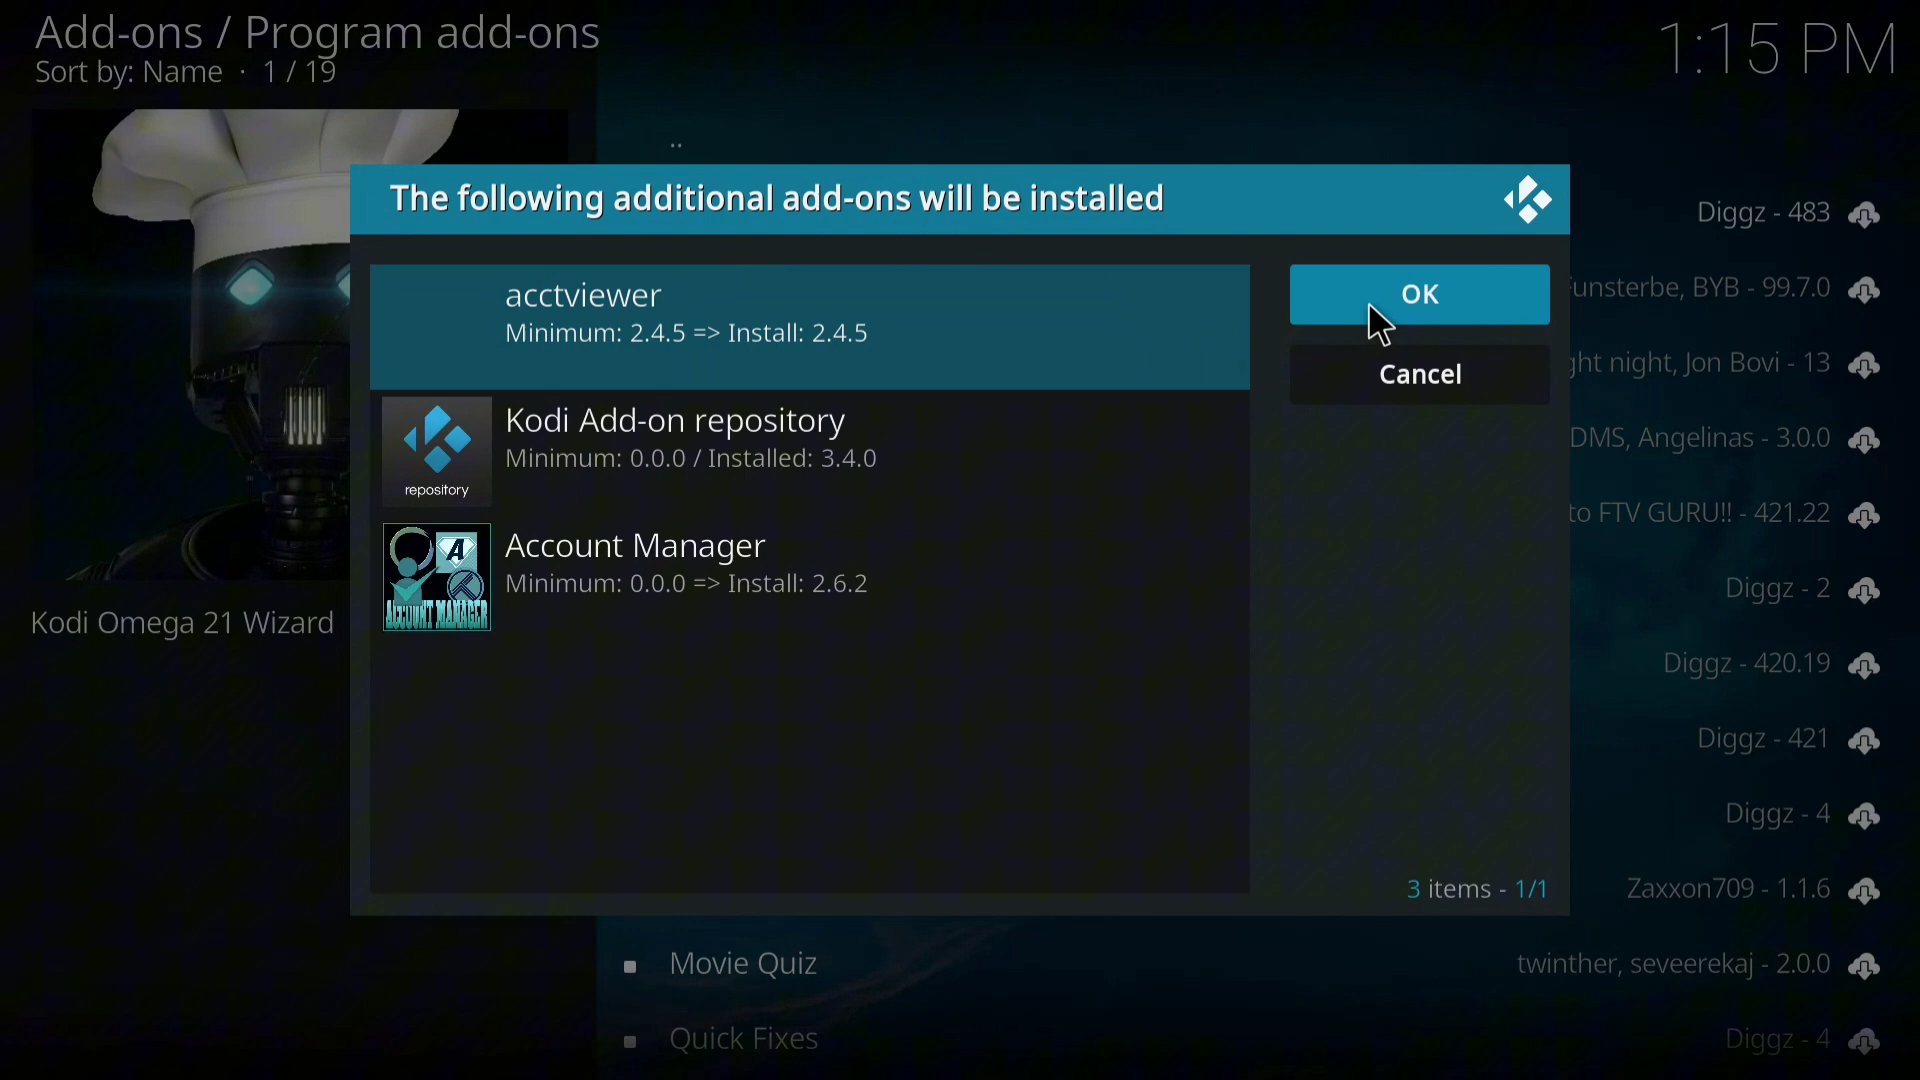 Add-ons / Program add-ons
Sort by: Name · 1 / 19
1:15 PM
..
The following additional add-ons will be installed
acctviewer
Minimum: 2.4.5 => Install: 2.4.5
OK
Cancel
repository
Kodi Add-on repository
Minimum: 0.0.0 / Installed: 3.4.0
A
ACCOUNT MANAGER
Account Manager
Minimum: 0.0.0 => Install: 2.6.2
3 items - 1/1
Kodi Omega 21 Wizard
Diggz - 483
Funsterbe, BYB - 99.7.0
night, Jon Bovi - 13
DMS, Angelinas - 3.0.0
to FTV GURU!! - 421.22
Diggz - 2
Diggz - 420.19
Diggz - 421
Diggz - 4
Zaxxon709 - 1.1.6
Movie Quiz
twinther, seveerekaj - 2.0.0
Quick Fixes
Diggz - 4